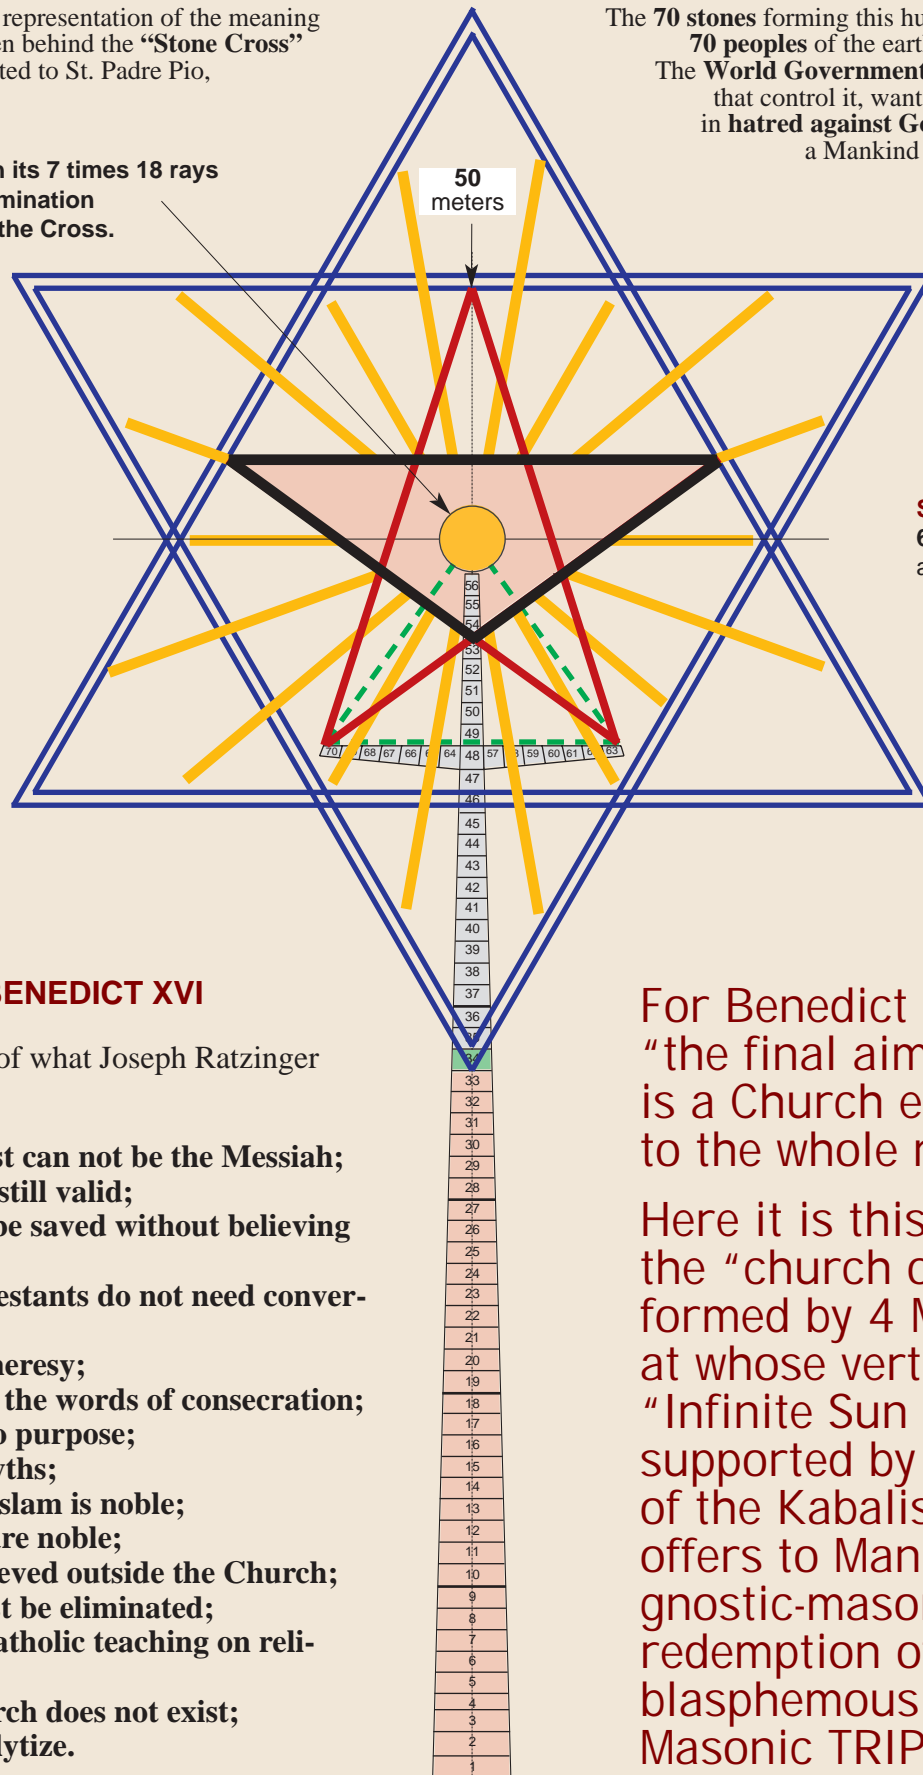 representation of the meaning
en behind the “Stone Cross”
ted to St. Padre Pio,
The 70 stones forming this hu
70 peoples of the eart
The World Government
that control it, want
in hatred against Go
a Mankind
n its 7 times 18 rays
mination
the Cross.
50
meters
S
6
a
56
55
54
53
52
51
50
49
70 68 67 66 64 48 57 59 60 61 63
47
46
45
44
43
42
41
40
39
38
37
36
35
34
33
32
31
30
29
28
27
26
25
24
23
22
21
20
19
18
17
16
15
14
13
12
11
10
9
8
7
6
5
4
3
2
1
BENEDICT XVI
of what Joseph Ratzinger
st can not be the Messiah;
still valid;
be saved without believing
estants do not need conver-
heresy;
the words of consecration;
o purpose;
yths;
slam is noble;
are noble;
eved outside the Church;
t be eliminated;
atholic teaching on reli-
rch does not exist;
lytize.
For Benedict
“the final aim
is a Church e
to the whole
Here it is this
the “church o
formed by 4 M
at whose vert
“Infinite Sun
supported by
of the Kabalis
offers to Man
gnostic-maso
redemption o
blasphemous
Masonic TRIP